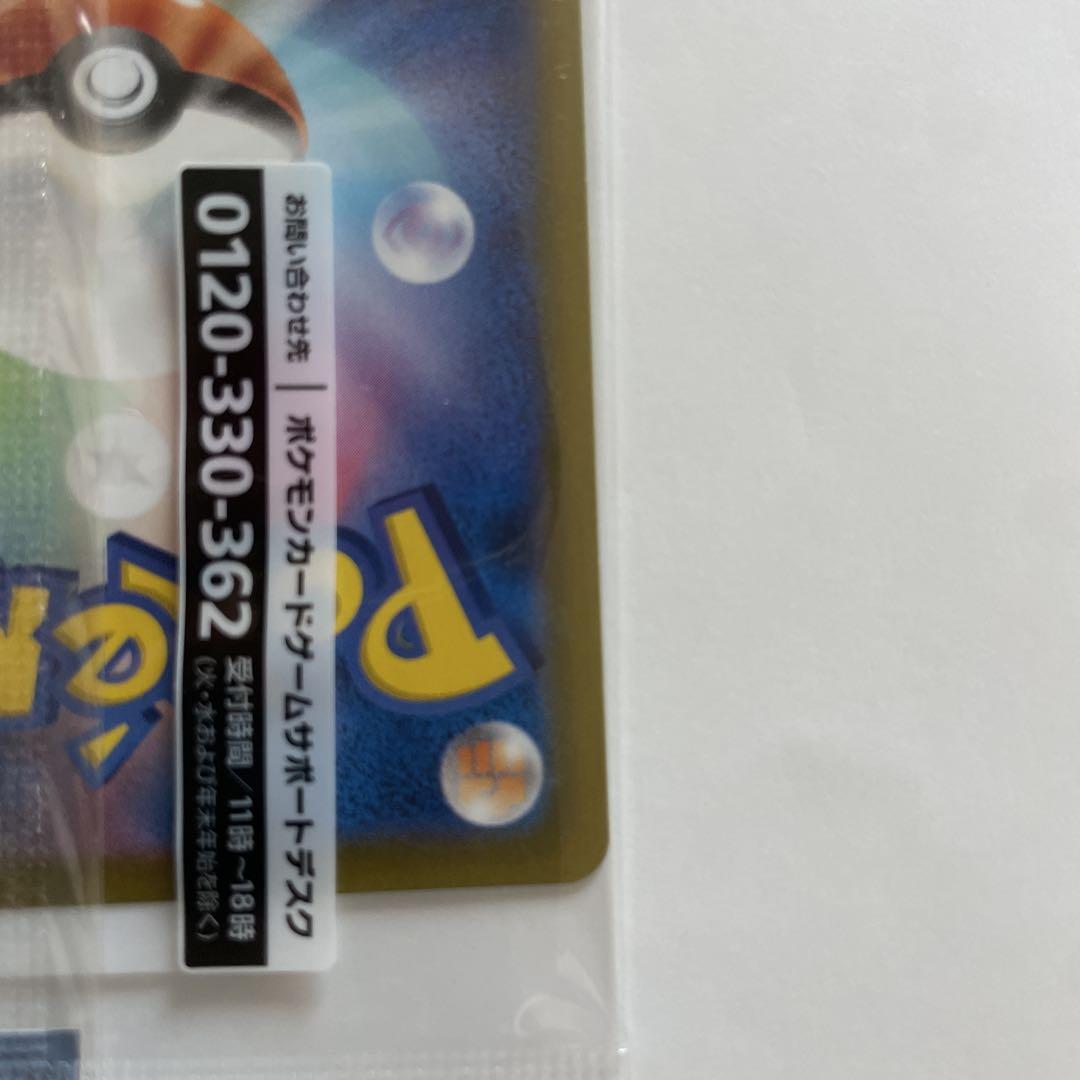 お問い合わせ先 | ポケモンカードゲームサポートデスク
0120-330-362 受付時間/11時～18時
(火・水および年末年始を除く)
Poké